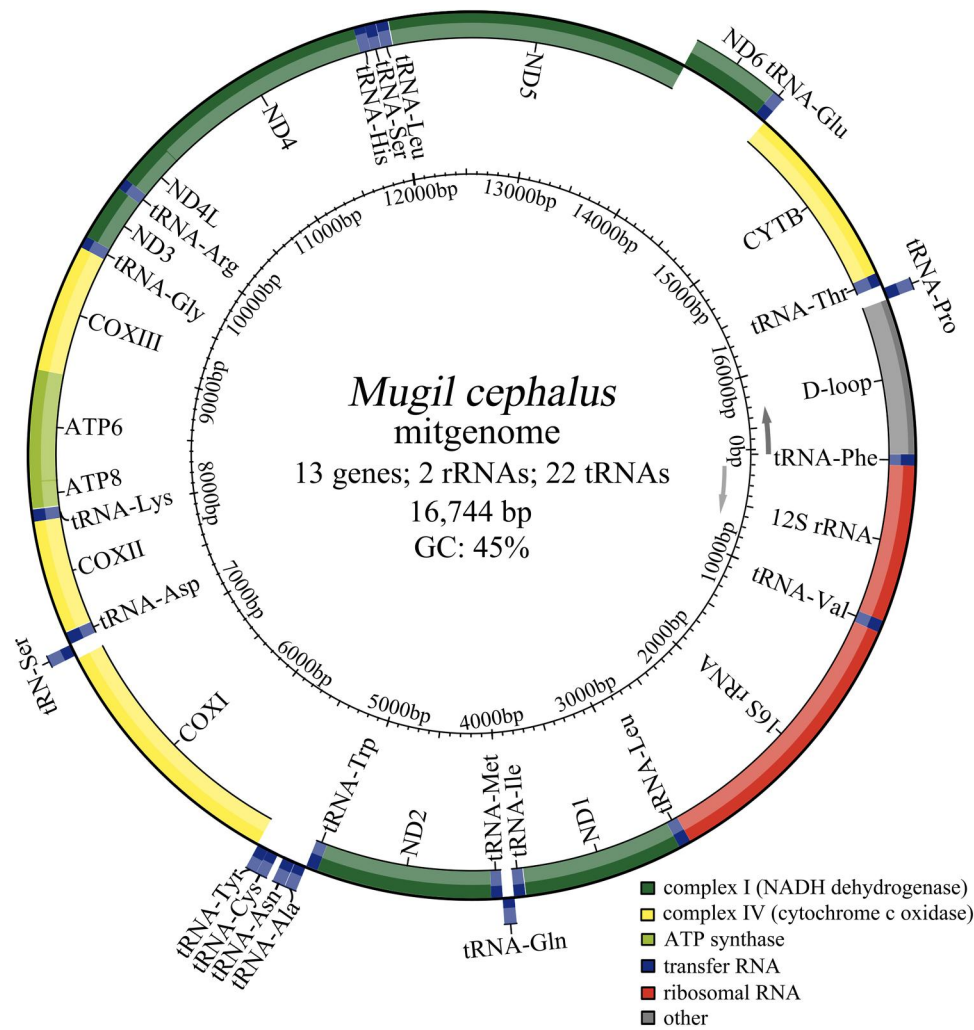 ND6
tRNA-Glu
ND5
tRNA-Leu
tRNA-Ser
tRNA-His
ND4
ND4L
tRNA-Arg
ND3
tRNA-Gly
COXIII
ATP6
ATP8
tRNA-Lys
COXII
tRNA-Asp
tRN-Ser
COXI
tRNA-Tyr
tRNA-Cys
tRNA-Asn
tRNA-Ala
tRNA-Trp
ND2
tRNA-Met
tRNA-Gln
tRNA-Ile
ND1
tRNA-Leu
16S rRNA
tRNA-Val
12S rRNA
tRNA-Phe
D-loop
tRNA-Pro
tRNA-Thr
CYTB
0bp
1000bp
2000bp
3000bp
4000bp
5000bp
6000bp
7000bp
8000bp
9000bp
10000bp
11000bp
12000bp
13000bp
14000bp
15000bp
16000bp
Mugil cephalus
mitgenome
13 genes; 2 rRNAs; 22 tRNAs
16,744 bp
GC: 45%
complex I (NADH dehydrogenase)
complex IV (cytochrome c oxidase)
ATP synthase
transfer RNA
ribosomal RNA
other